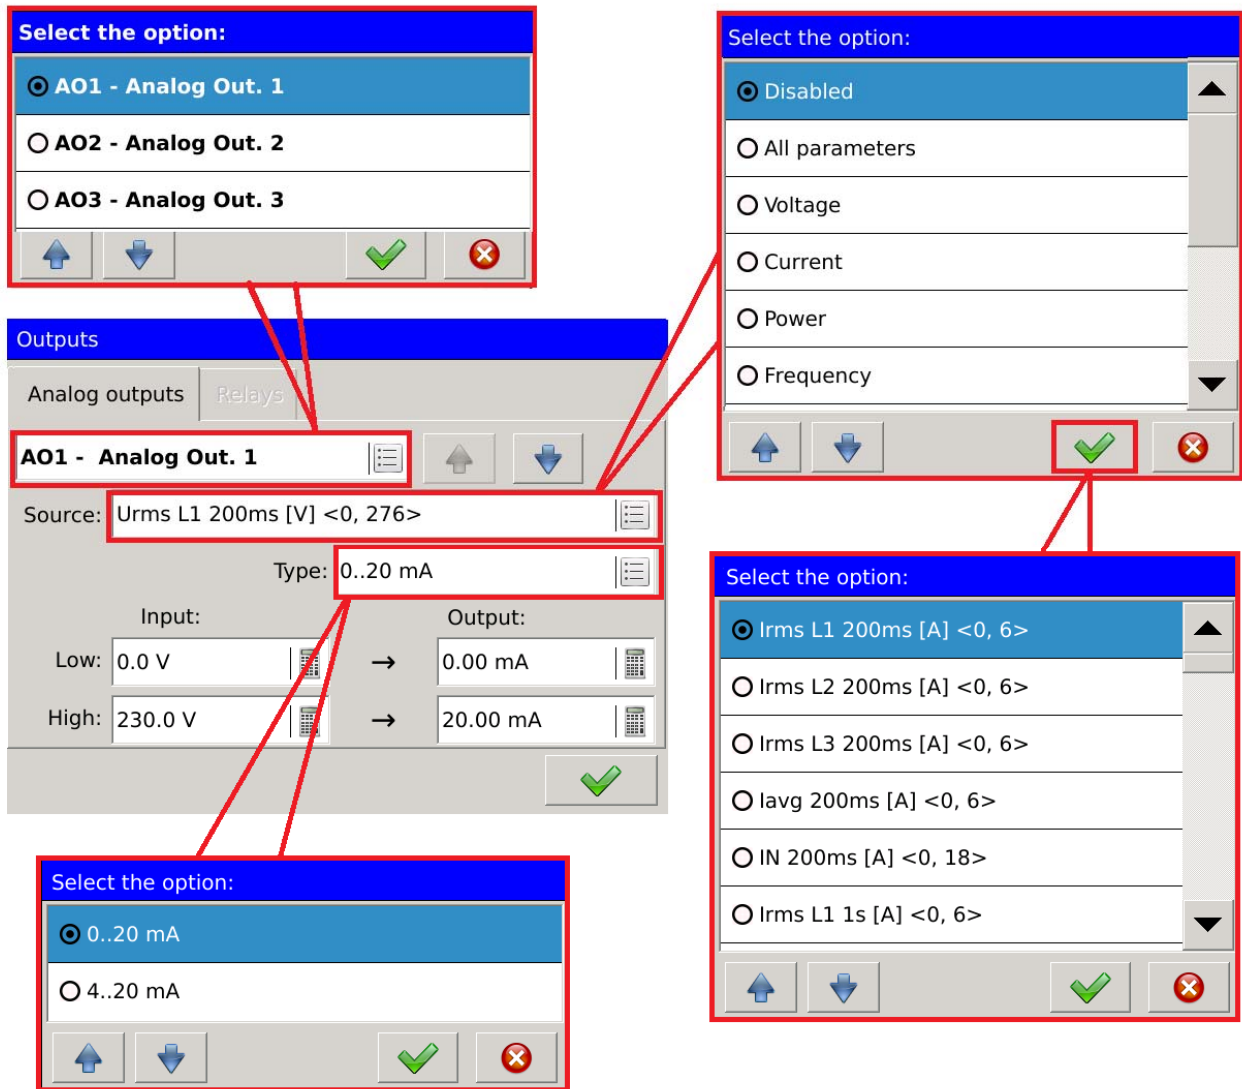 Select the option:
AO1 - Analog Out. 1
AO2 - Analog Out. 2
AO3 - Analog Out. 3
Select the option:
Disabled
All parameters
Voltage
Current
Power
Frequency
Outputs
Analog outputs Relays
AO1 - Analog Out. 1
Source: Urms L1 200ms [V] <0, 276>
Type: 0..20 mA
Input: Output:
Low: 0.0 V → 0.00 mA
High: 230.0 V → 20.00 mA
Select the option:
Irms L1 200ms [A] <0, 6>
Irms L2 200ms [A] <0, 6>
Irms L3 200ms [A] <0, 6>
Iavg 200ms [A] <0, 6>
IN 200ms [A] <0, 18>
Irms L1 1s [A] <0, 6>
Select the option:
0..20 mA
4..20 mA